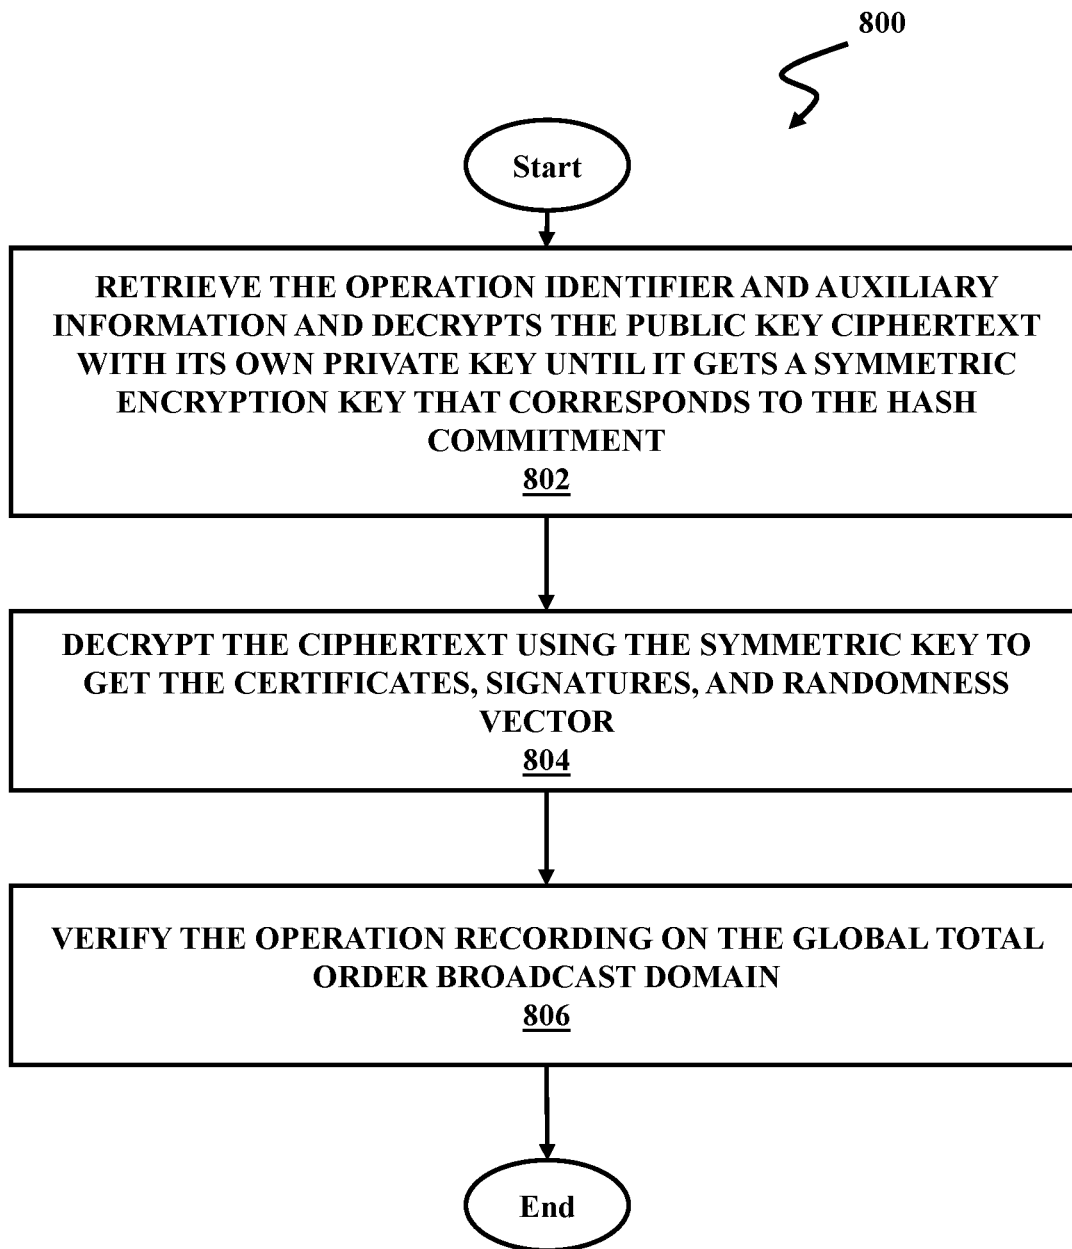 800
Start
RETRIEVE THE OPERATION IDENTIFIER AND AUXILIARY
INFORMATION AND DECRYPTS THE PUBLIC KEY CIPHERTEXT
WITH ITS OWN PRIVATE KEY UNTIL IT GETS A SYMMETRIC
ENCRYPTION KEY THAT CORRESPONDS TO THE HASH
COMMITMENT
802
DECRYPT THE CIPHERTEXT USING THE SYMMETRIC KEY TO
GET THE CERTIFICATES, SIGNATURES, AND RANDOMNESS
VECTOR
804
VERIFY THE OPERATION RECORDING ON THE GLOBAL TOTAL
ORDER BROADCAST DOMAIN
806
End